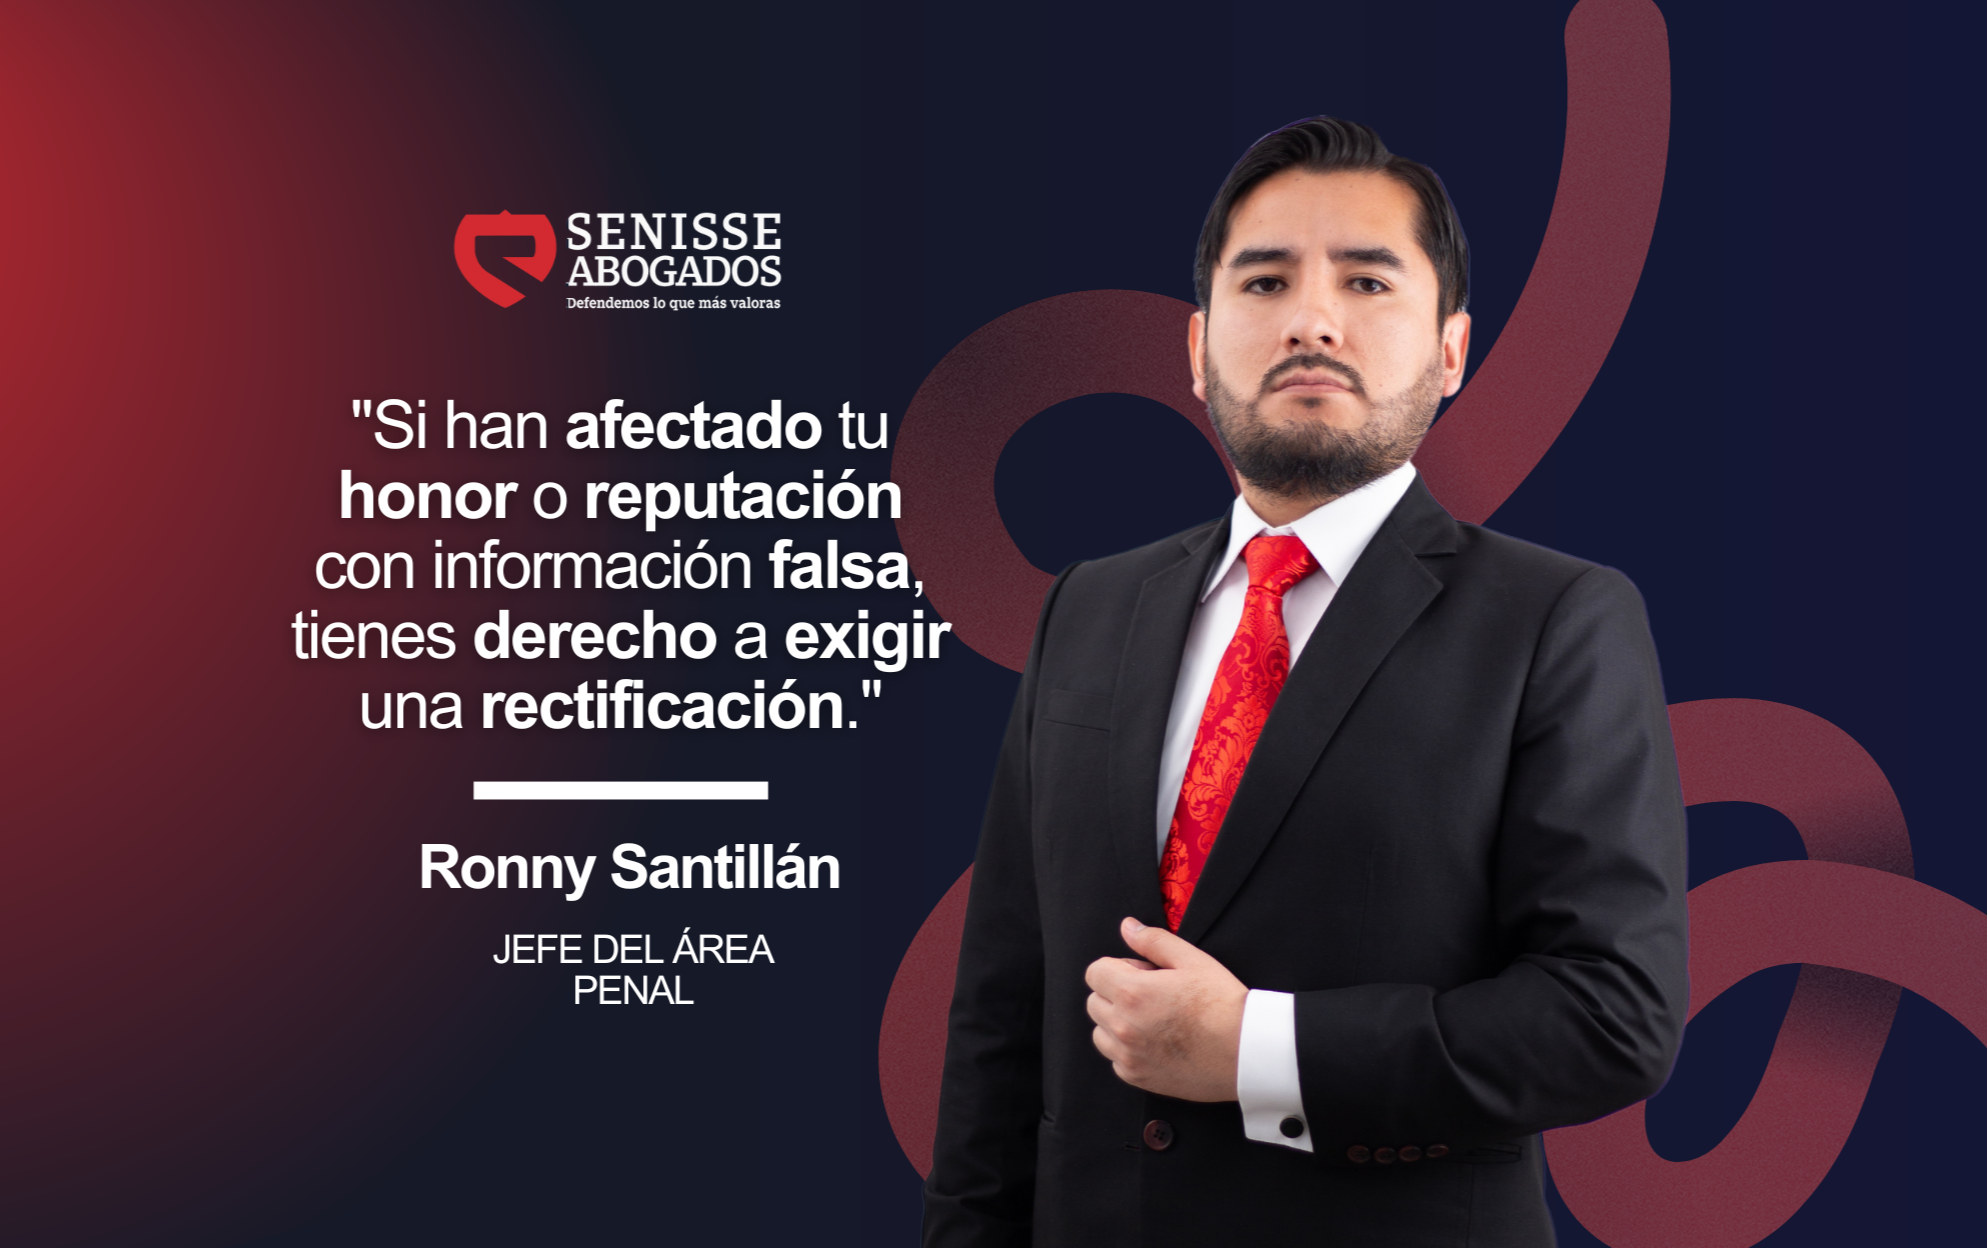 SENISSE
ABOGADOS
Defendemos lo que más valoras
"Si han afectado tu
honor o reputación
con información falsa,
tienes derecho a exigir
una rectificación."
Ronny Santillán
JEFE DEL ÁREA
PENAL